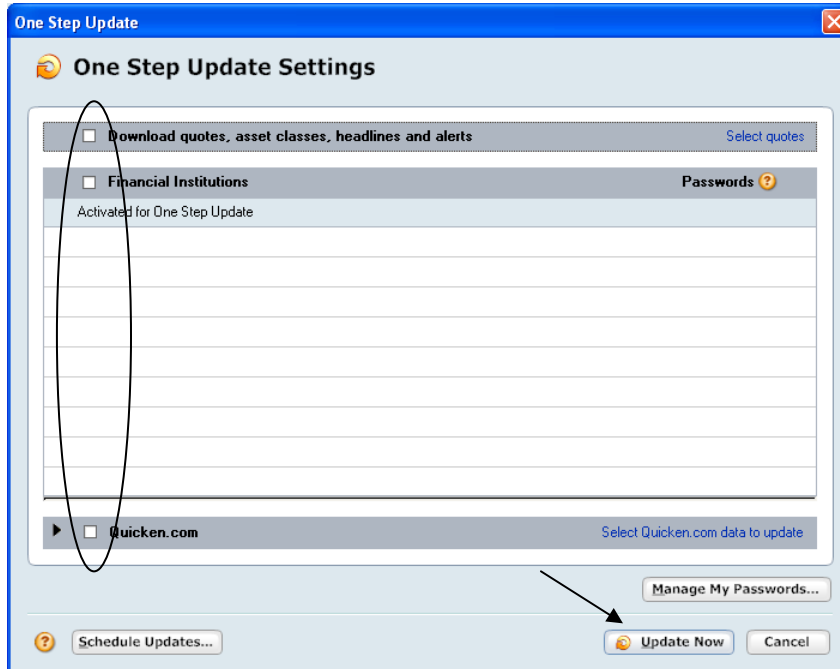 One Step Update
One Step Update Settings
Download quotes, asset classes, headlines and alerts Select quotes
Financial Institutions Passwords ?
Activated for One Step Update
Quicken.com Select Quicken.com data to update
Manage My Passwords...
? Schedule Updates... Update Now Cancel